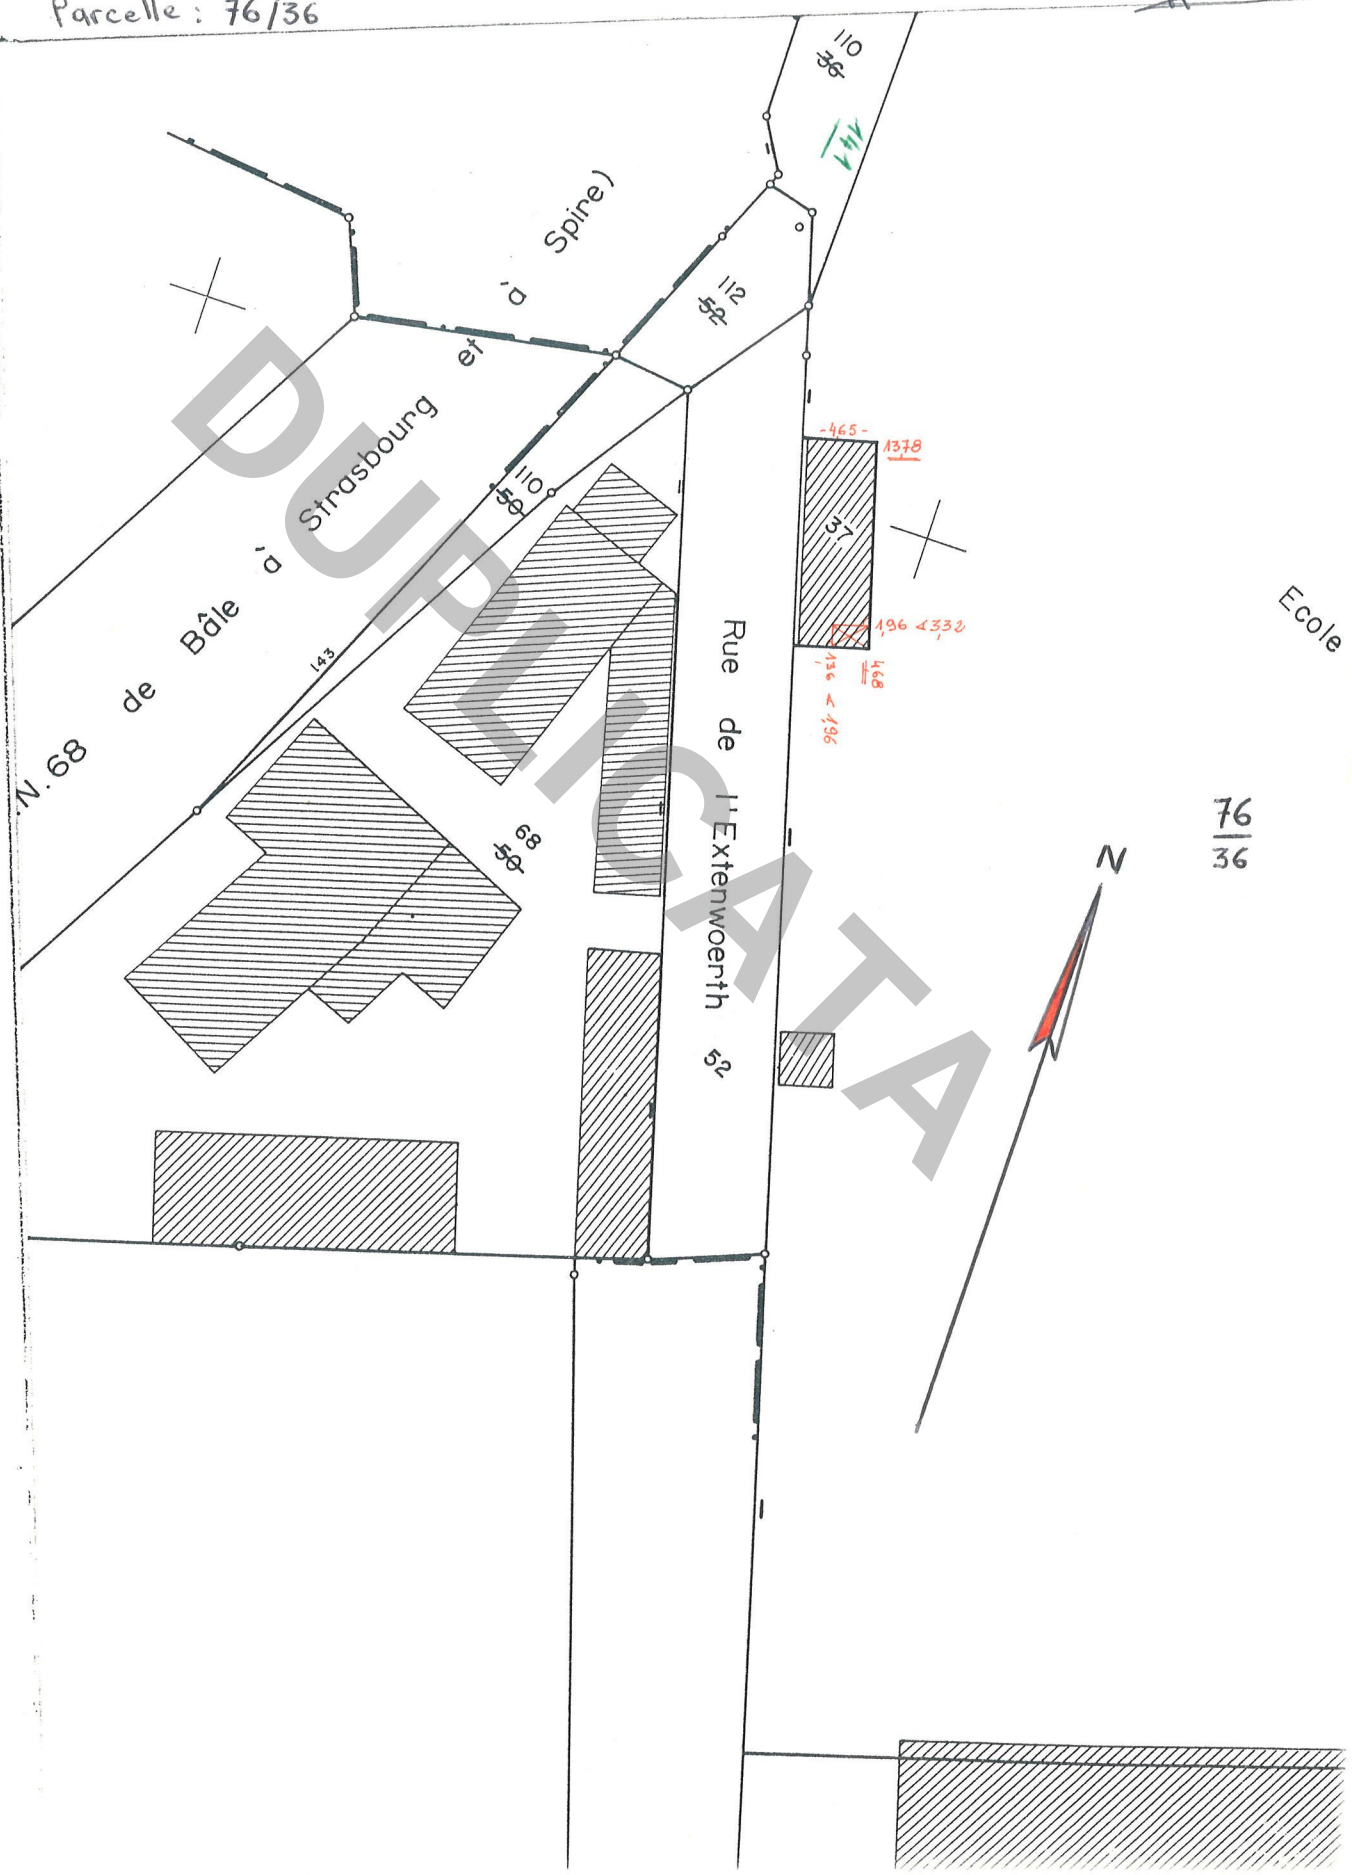 Parcelle : 76/36
110
36
141
112
52
N. 68 de Bâle à Strasbourg et à Spire)
110
50
143
-465-
1378
37
196 < 332
136 < 196
468
Ecole
Rue de l'Extenwoerth 52
68
50
76
36
N
DUPLICATA